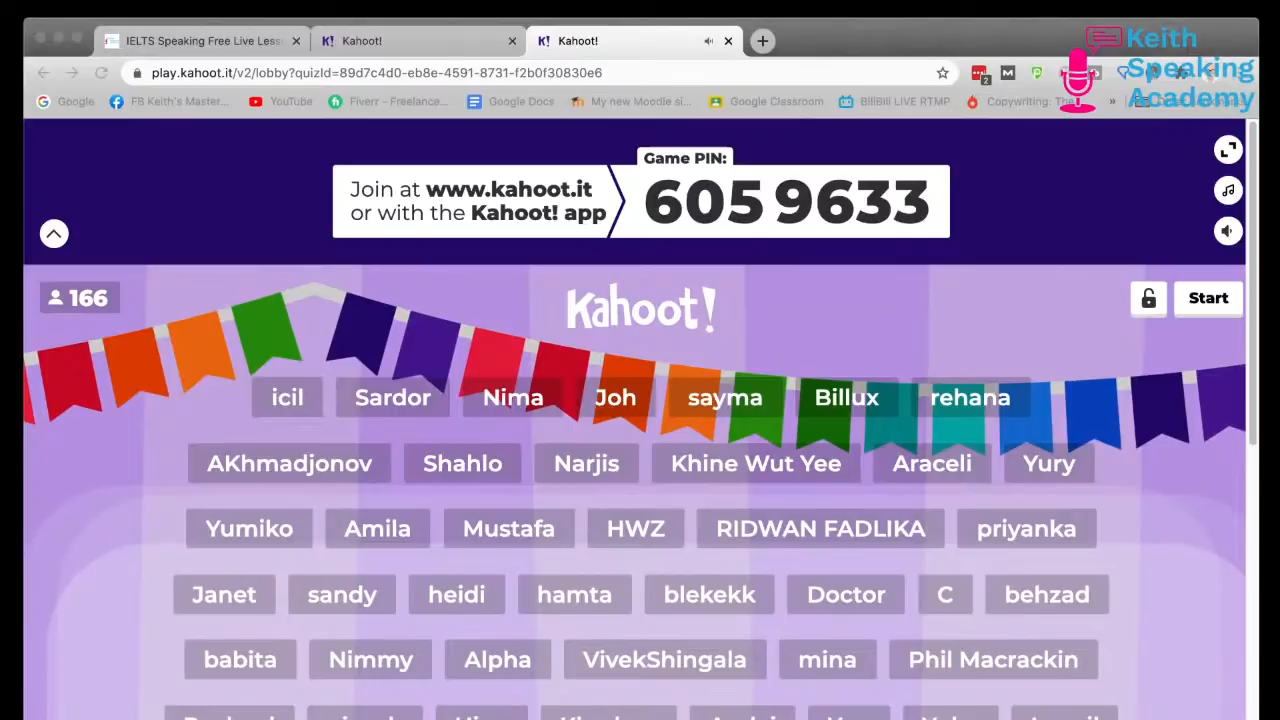 IELTS Speaking Free Live Less
Kahoot!
Kahoot!
play.kahoot.it/v2/lobby?quizId=89d7c4d0-eb8e-4591-8731-f2b0f50830e6
2
Keith
Speaking
Academy
Google
FB Keith's Master...
YouTube
Fiverr - Freelance...
Google Docs
My new Moodle si...
Google Classroom
BIliBili LIVE RTMP
Copywriting: The
Join at www.kahoot.it
or with the Kahoot! app
Game PIN:
605 9633
166
Kahoot!
Start
icil Sardor Nima Joh sayma Billux rehana
AKhmadjonov Shahlo Narjis Khine Wut Yee Araceli Yury
Yumiko Amila Mustafa HWZ RIDWAN FADLIKA priyanka
Janet sandy heidi hamta blekekk Doctor C behzad
babita Nimmy Alpha VivekShingala mina Phil Macrackin